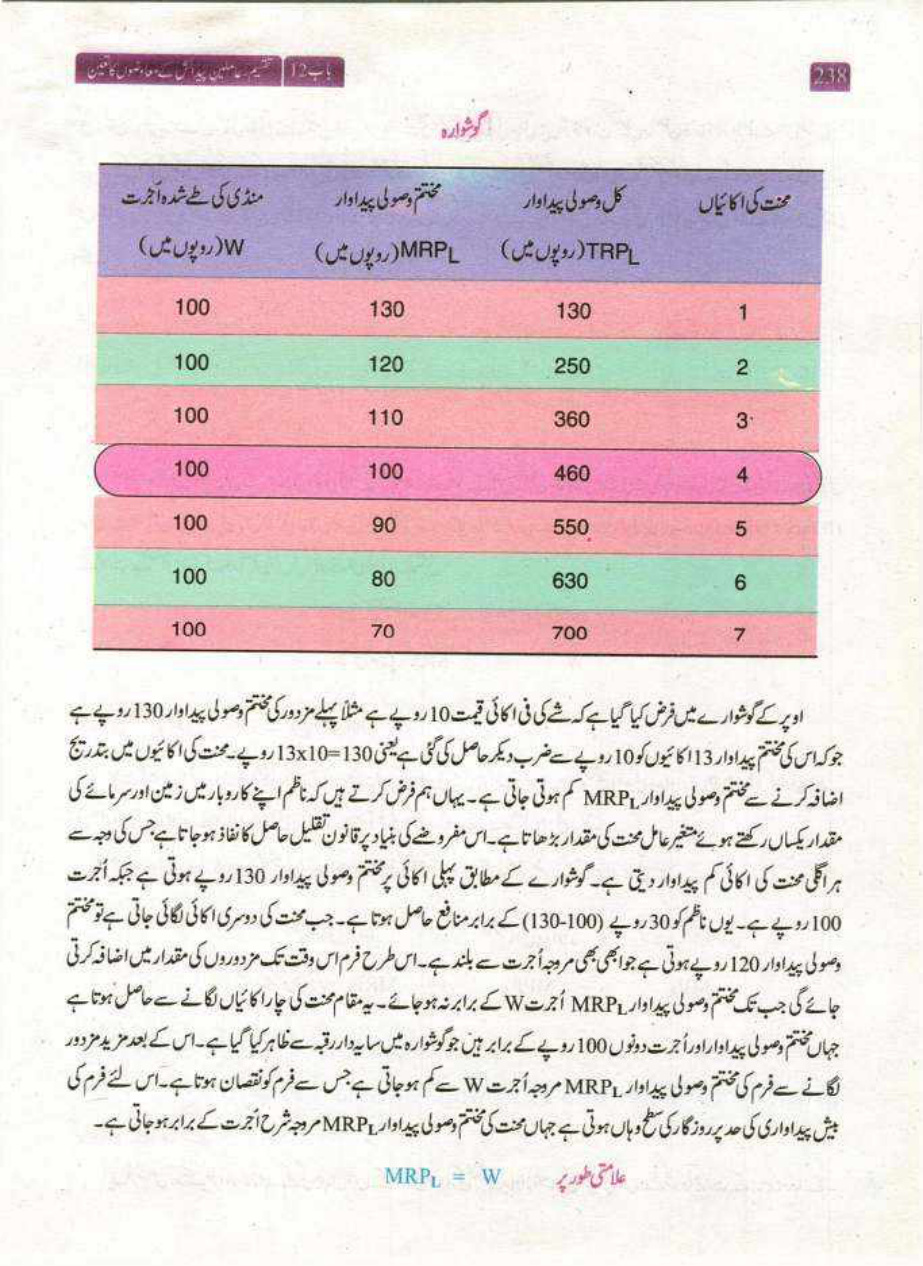 238
باب 12 تقسیم۔ عاملین پیدائش کے معاوضوں کا تعین
گوشوارہ
محنت کی اکائیاں کل وصولی پیداوار مختتم وصولی پیداوار منڈی کی طے شدہ اُجرت
TRPL (روپوں میں) MRPL (روپوں میں) W (روپوں میں)
1 130 130 100
2 250 120 100
3 360 110 100
4 460 100 100
5 550 90 100
6 630 80 100
7 700 70 100
اوپر کے گوشوارے میں فرض کیا گیا ہے کہ شے کی فی اکائی قیمت 10 روپے ہے مثلاً پہلے مزدور کی مختتم وصولی پیداوار 130 روپے ہے
جو کہ اس کی مختتم پیداوار 13 اکائیوں کو 10 روپے سے ضرب دیکر حاصل کی گئی ہے یعنی 130=13x10 روپے۔ محنت کی اکائیوں میں بتدریج
اضافہ کرنے سے مختتم وصولی پیداوار MRPL کم ہوتی جاتی ہے۔ یہاں ہم فرض کرتے ہیں کہ ناظم اپنے کاروبار میں زمین اور سرمائے کی
مقدار یکساں رکھتے ہوئے متغیر عامل محنت کی مقدار بڑھاتا ہے۔ اس مفروضے کی بنیاد پر قانون تقلیل حاصل کا نفاذ ہو جاتا ہے جس کی وجہ سے
ہر اگلی محنت کی اکائی کم پیداوار دیتی ہے۔ گوشوارے کے مطابق پہلی اکائی پر مختتم وصولی پیداوار 130 روپے ہوتی ہے جبکہ اُجرت
100 روپے ہے۔ یوں ناظم کو 30 روپے (130-100) کے برابر منافع حاصل ہوتا ہے۔ جب محنت کی دوسری اکائی لگائی جاتی ہے تو مختتم
وصولی پیداوار 120 روپے ہوتی ہے جو ابھی بھی مروجہ اُجرت سے بلند ہے۔ اس طرح فرم اس وقت تک مزدوروں کی مقدار میں اضافہ کرتی
جائے گی جب تک مختتم وصولی پیداوار MRPL اُجرت W کے برابر نہ ہو جائے۔ یہ مقام محنت کی چار اکائیاں لگانے سے حاصل ہوتا ہے
جہاں مختتم وصولی پیداوار اور اُجرت دونوں 100 روپے کے برابر ہیں جو گوشوارہ میں سایہ دار رقبہ سے ظاہر کیا گیا ہے۔ اس کے بعد مزید مزدور
لگانے سے فرم کی مختتم وصولی پیداوار MRPL مروجہ اُجرت W سے کم ہو جاتی ہے جس سے فرم کو نقصان ہوتا ہے۔ اس لئے فرم کی
بیش پیداواری کی حد پر روزگار کی سطح وہاں ہوتی ہے جہاں محنت کی مختتم وصولی پیداوار MRPL مروجہ شرح اُجرت کے برابر ہو جاتی ہے۔
علامتی طور پر MRPL = W